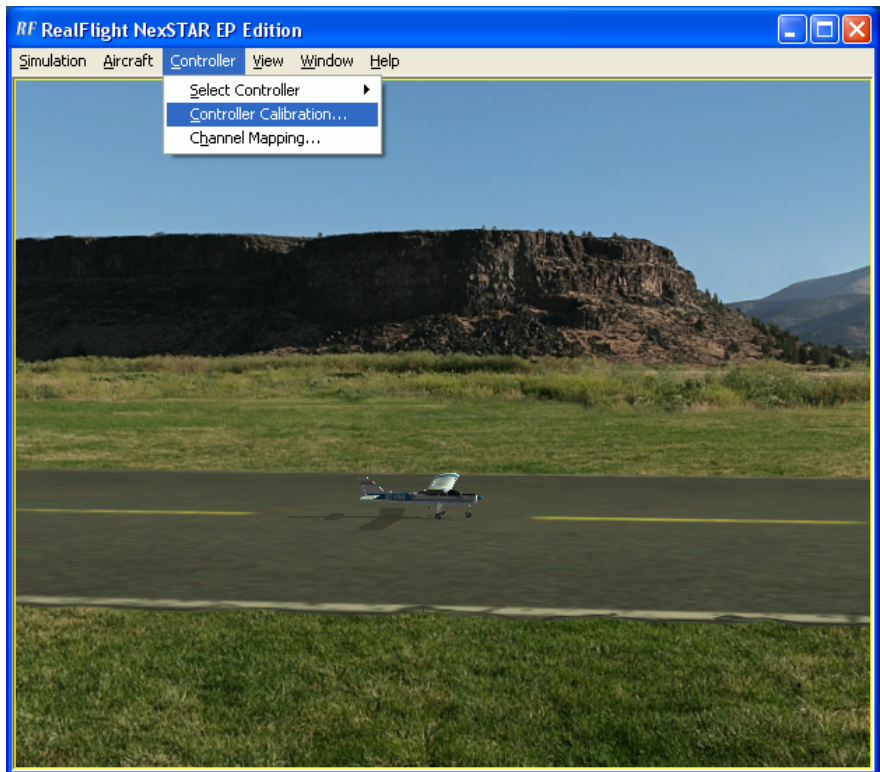 RF RealFlight NexSTAR EP Edition
Simulation Aircraft Controller View Window Help
Select Controller
Controller Calibration...
Channel Mapping...